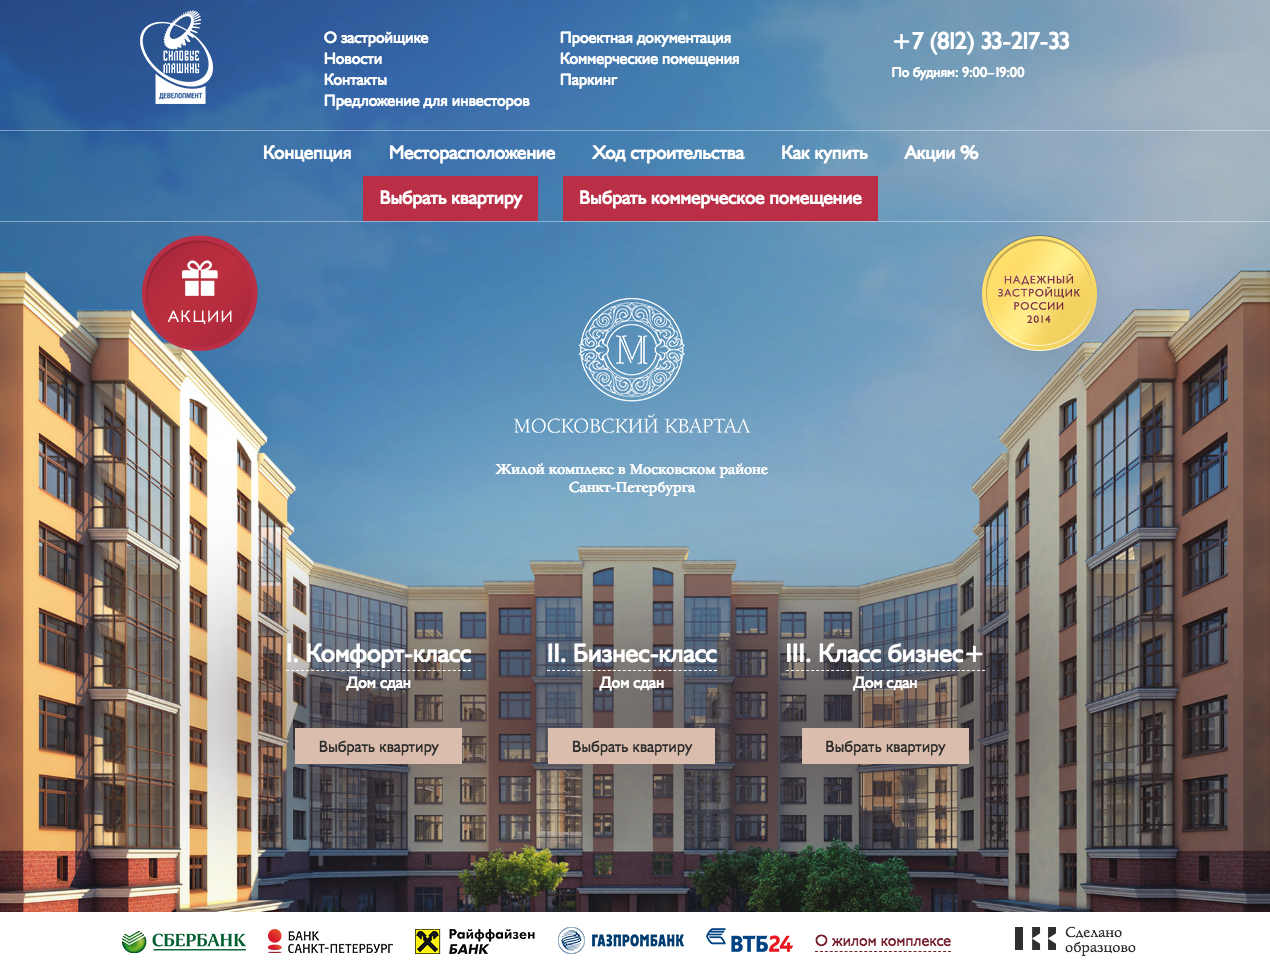 СИЛОВЫЕ
МАШИНЫ
ДЕВЕЛОПМЕНТ
О застройщике
Новости
Контакты
Предложение для инвесторов
Проектная документация
Коммерческие помещения
Паркинг
+7 (812) 33-217-33
По будням: 9:00–19:00
Концепция Месторасположение Ход строительства Как купить Акции %
Выбрать квартиру Выбрать коммерческое помещение
АКЦИИ
НАДЕЖНЫЙ
ЗАСТРОЙЩИК
РОССИИ
2014
М
МОСКОВСКИЙ КВАРТАЛ
Жилой комплекс в Московском районе
Санкт-Петербурга
I. Комфорт-класс
Дом сдан
Выбрать квартиру
II. Бизнес-класс
Дом сдан
Выбрать квартиру
III. Класс бизнес+
Дом сдан
Выбрать квартиру
СБЕРБАНК
БАНК
САНКТ-ПЕТЕРБУРГ
Райффайзен
БАНК
ГАЗПРОМБАНК
ВТБ24
О жилом комплексе
Сделано
образцово